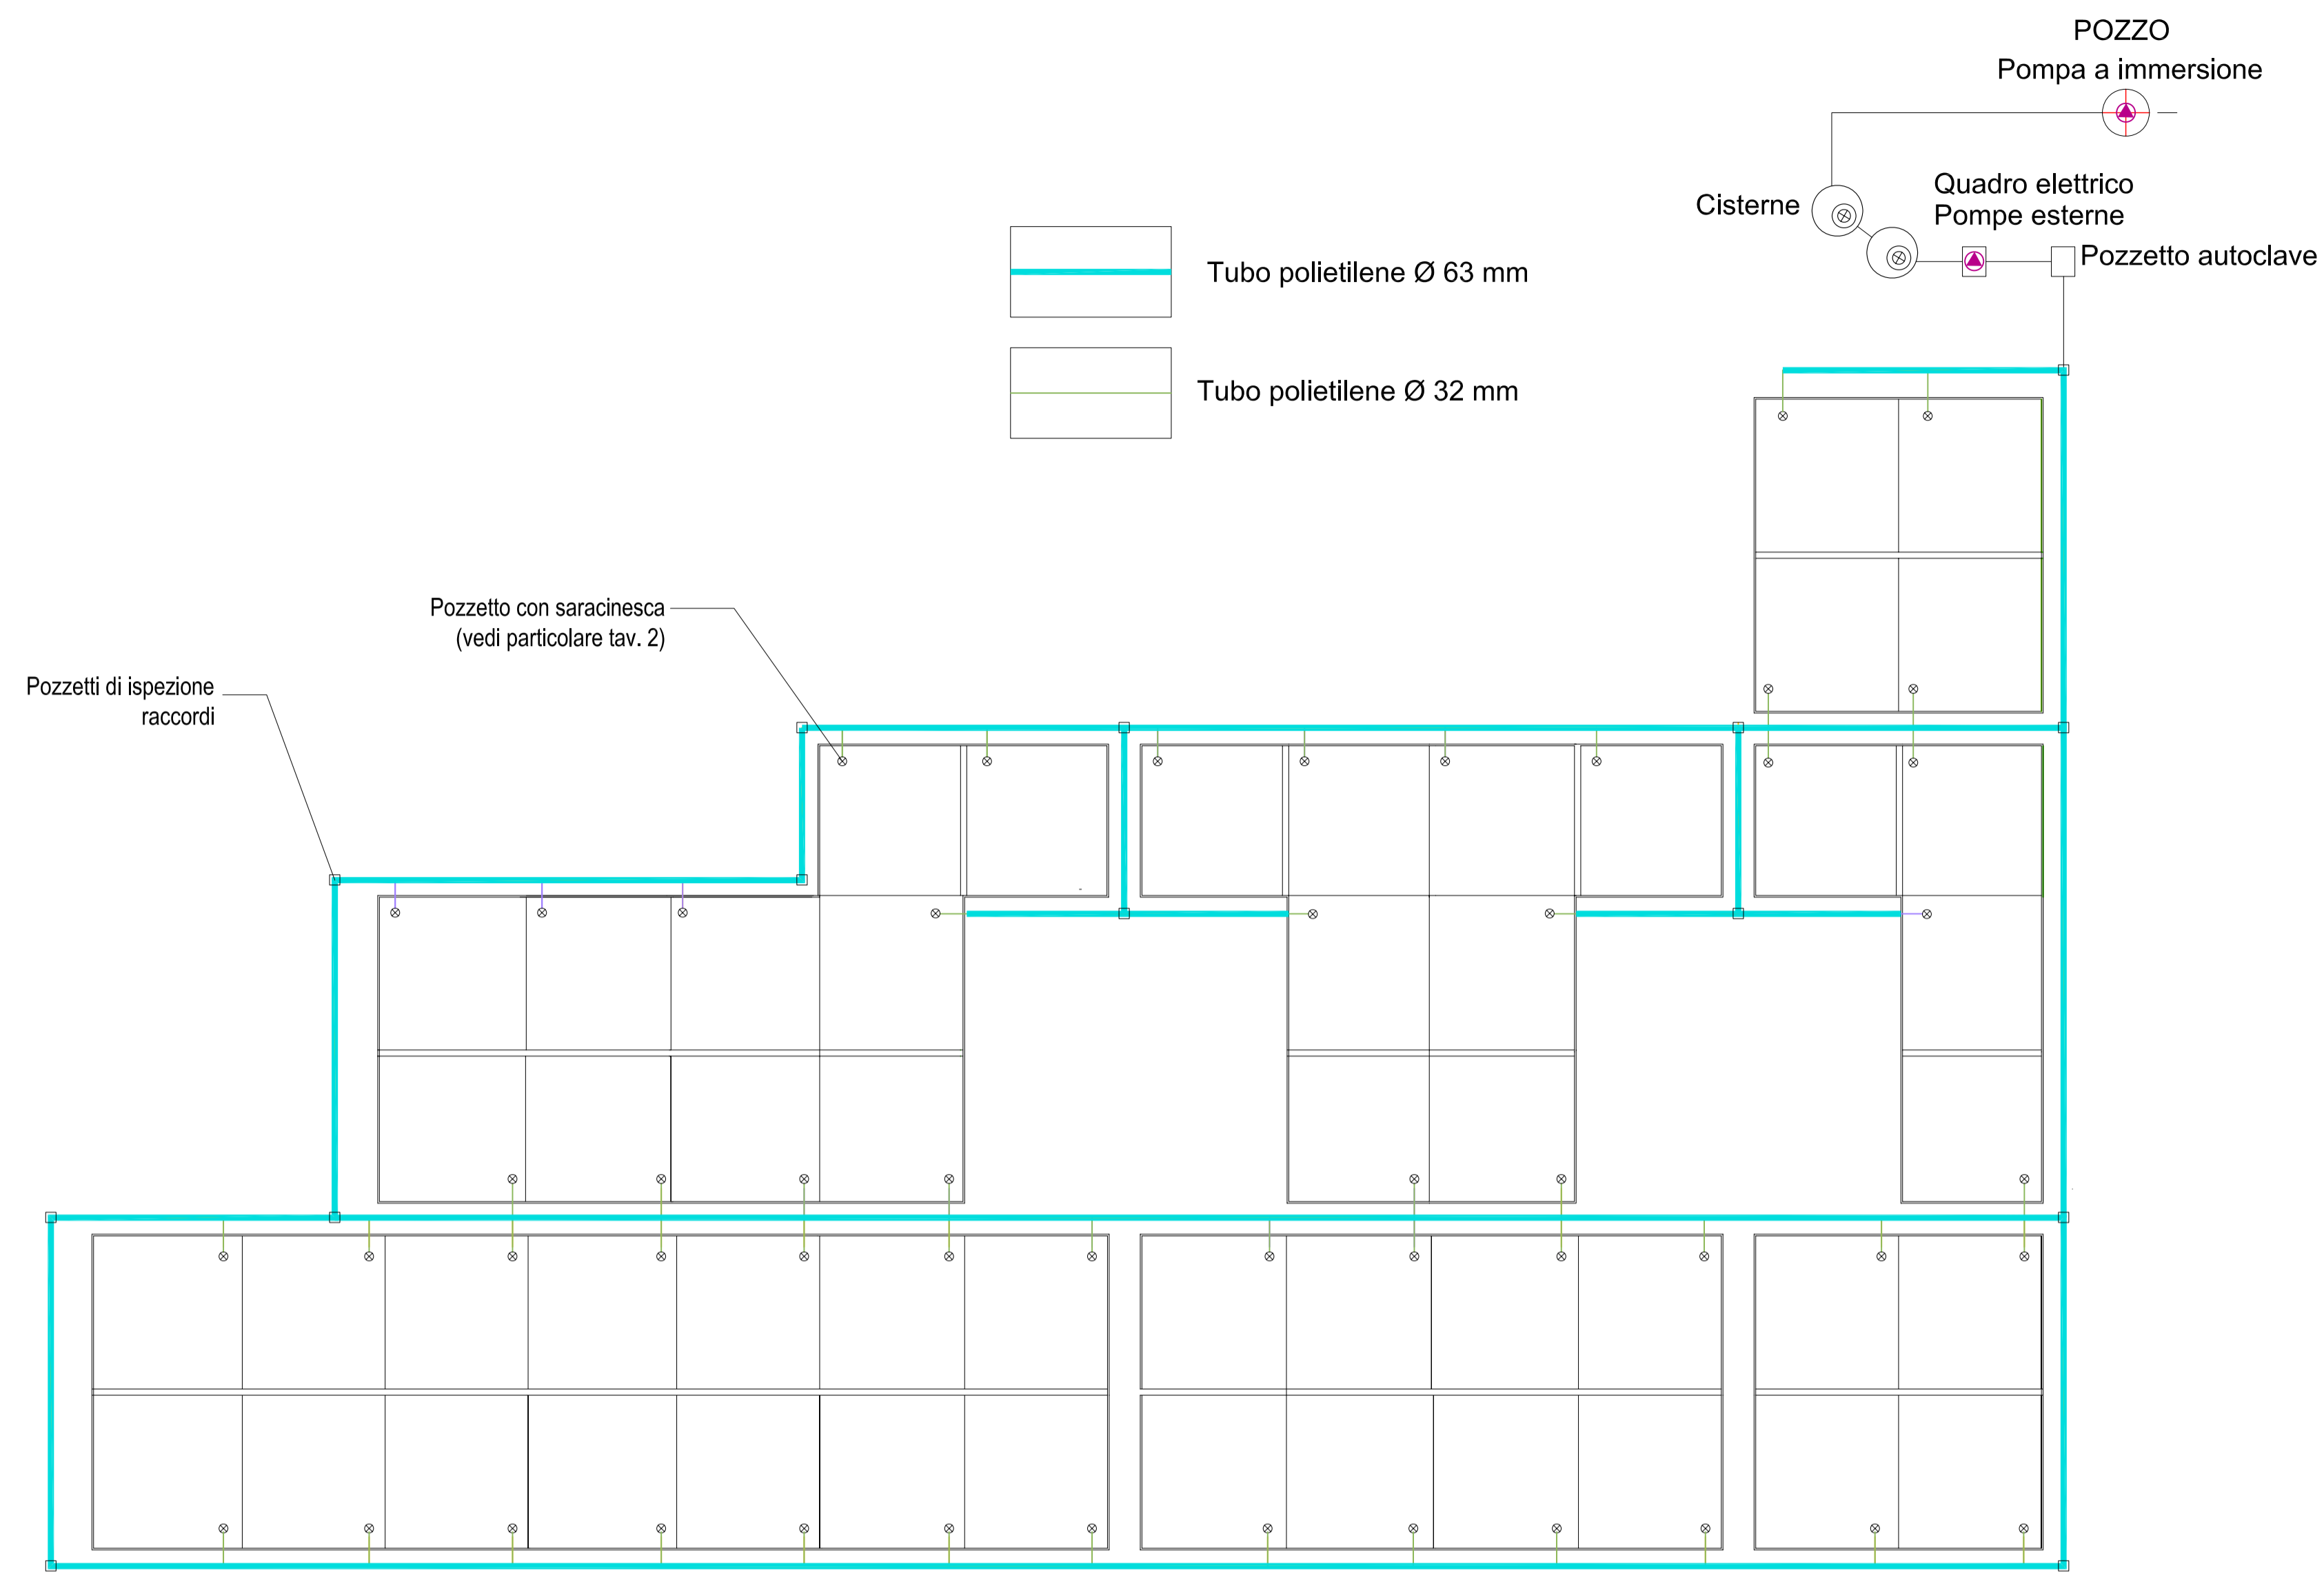 POZZO
Pompa a immersione
Quadro elettrico
Pompe esterne
Cisterne
Pozzetto autoclave
Tubo polietilene Ø 63 mm
Tubo polietilene Ø 32 mm
Pozzetto con saracinesca
(vedi particolare tav. 2)
Pozzetti di ispezione
raccordi